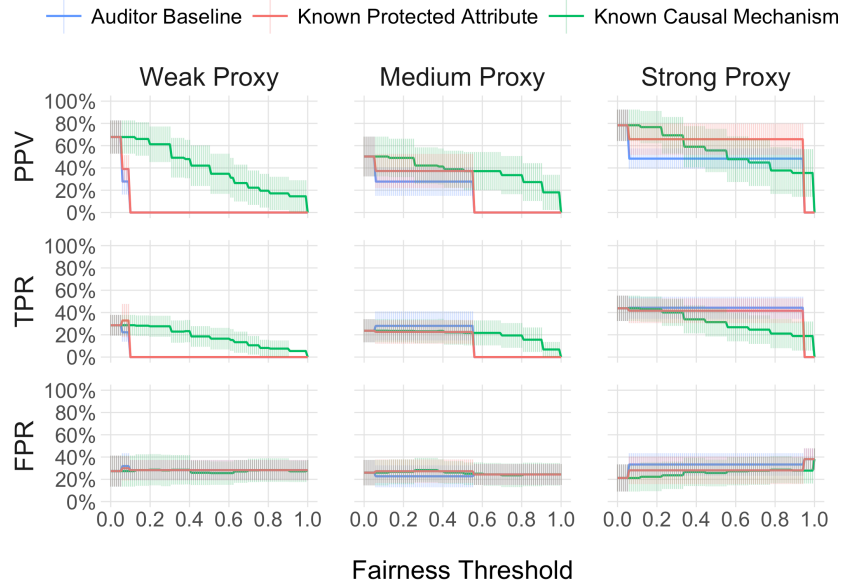 Auditor Baseline Known Protected Attribute Known Causal Mechanism
Weak Proxy Medium Proxy Strong Proxy
PPV
100%
80%
60%
40%
20%
0%
TPR
100%
80%
60%
40%
20%
0%
FPR
100%
80%
60%
40%
20%
0%
0.0 0.2 0.4 0.6 0.8 1.0 0.0 0.2 0.4 0.6 0.8 1.0 0.0 0.2 0.4 0.6 0.8 1.0
Fairness Threshold